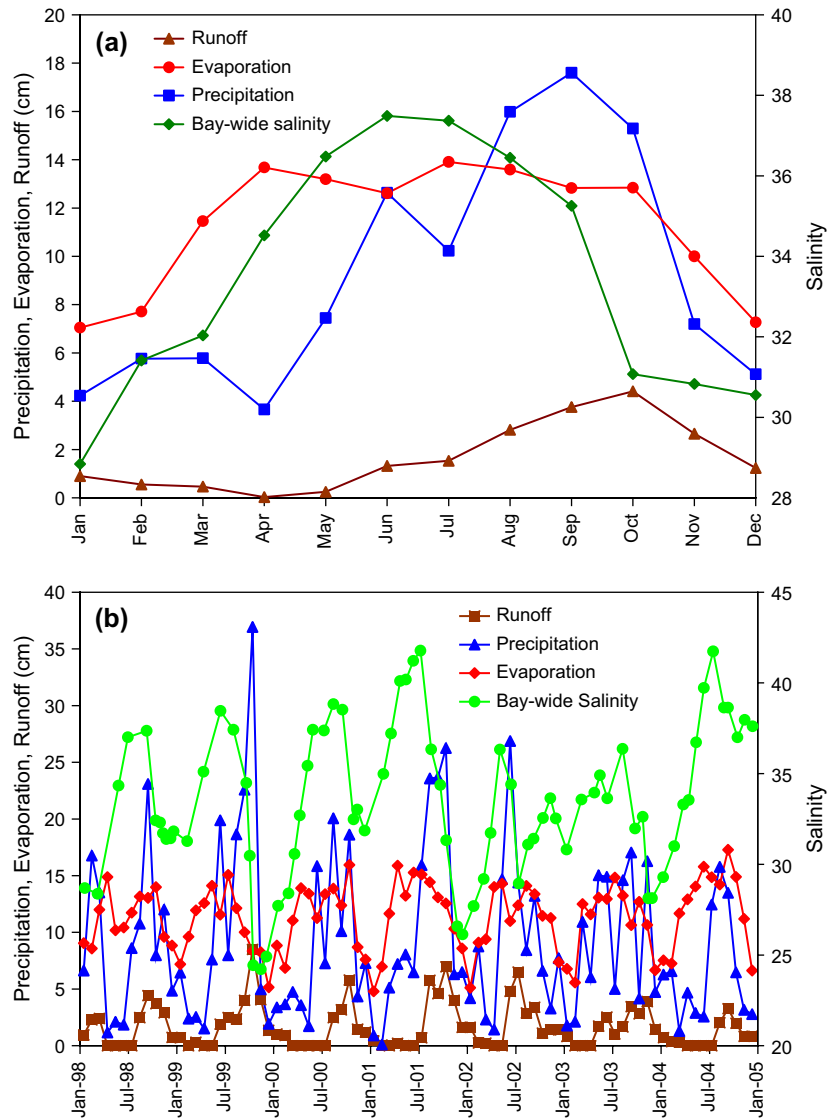 (a)
Runoff
Evaporation
Precipitation
Bay-wide salinity
Precipitation, Evaporation, Runoff (cm)
20
18
16
14
12
10
8
6
4
2
0
40
38
36
34
32
30
28
Salinity
Jan
Feb
Mar
Apr
May
Jun
Jul
Aug
Sep
Oct
Nov
Dec
(b)
Runoff
Precipitation
Evaporation
Bay-wide Salinity
Precipitation, Evaporation, Runoff (cm)
40
35
30
25
20
15
10
5
0
45
40
35
30
25
20
Salinity
Jan-98
Jul-98
Jan-99
Jul-99
Jan-00
Jul-00
Jan-01
Jul-01
Jan-02
Jul-02
Jan-03
Jul-03
Jan-04
Jul-04
Jan-05